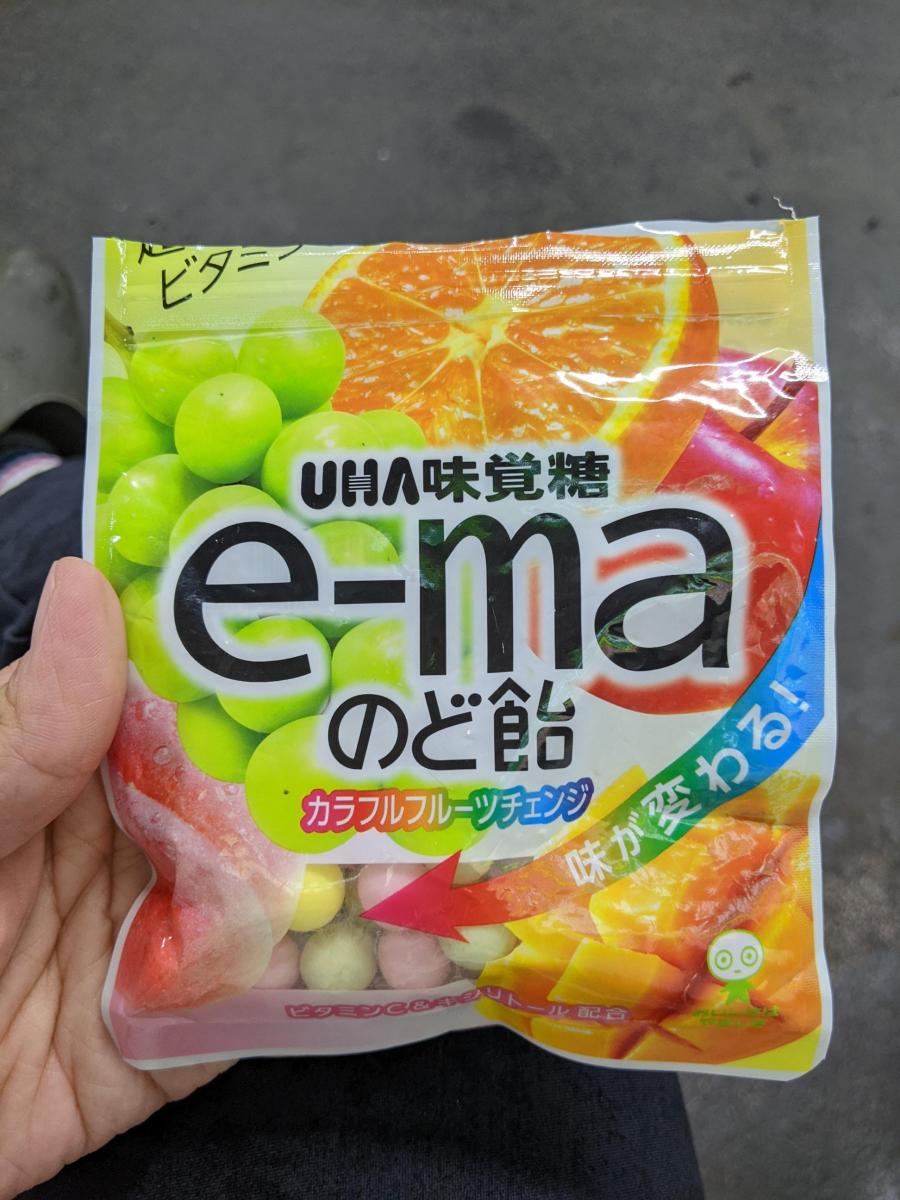 ビタミン
UHA味覚糖
e-ma
のど飴
カラフルフルーツチェンジ
味が変わる!
ビタミンC&キシリトール配合